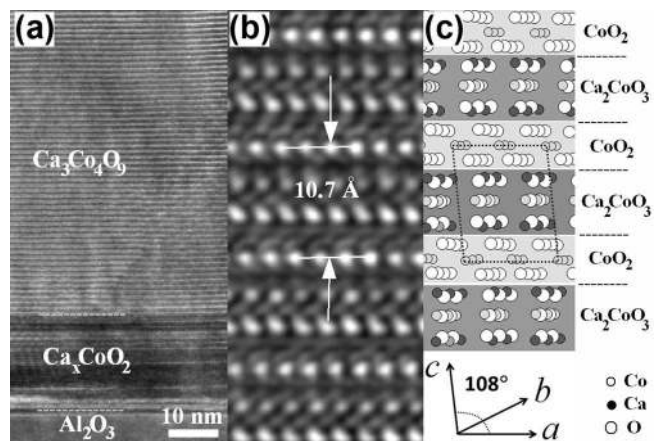 (a)
Ca₃Co₄O₉
CaₓCoO₂
Al₂O₃
10 nm
(b)
10.7 Å
(c)
CoO₂
Ca₂CoO₃
CoO₂
Ca₂CoO₃
CoO₂
Ca₂CoO₃
c
108°
b
a
Co
Ca
O